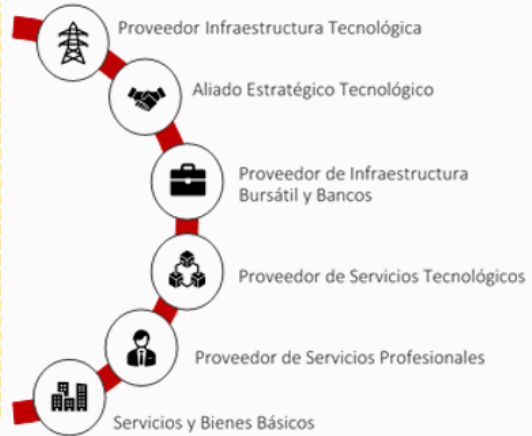 Proveedor Infraestructura Tecnológica
Aliado Estratégico Tecnológico
Proveedor de Infraestructura
Bursátil y Bancos
Proveedor de Servicios Tecnológicos
Proveedor de Servicios Profesionales
Servicios y Bienes Básicos